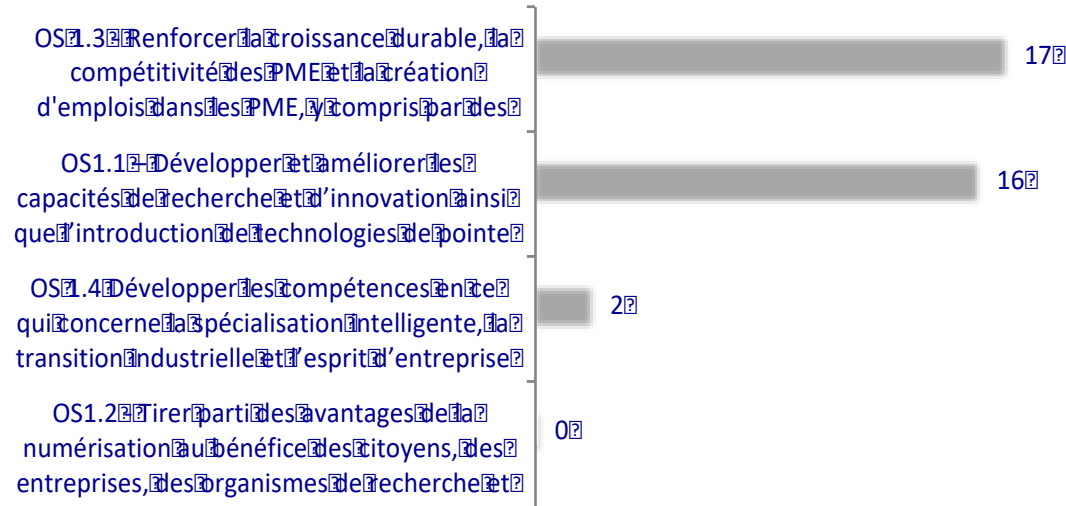 OS 1.3 - Renforcer la croissance durable, la
compétitivité des PME et la création
d'emplois dans les PME, y compris par des
17
OS1.1 – Développer et améliorer les
capacités de recherche et d’innovation ainsi
que l’introduction de technologies de pointe
16
OS 1.4 Développer les compétences en ce
qui concerne la spécialisation intelligente, la
transition industrielle et l’esprit d’entreprise
2
OS1.2 - Tirer parti des avantages de la
numérisation au bénéfice des citoyens, des
entreprises, des organismes de recherche et
0